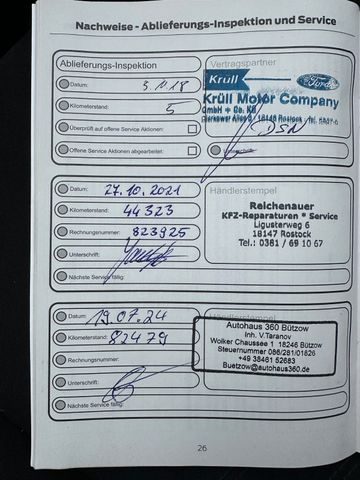 Nachweise - Ablieferungs-Inspektion und Service
Ablieferungs-Inspektion
Datum: 3.10.18
Kilometerstand: 5
Überprüft auf offene Service Aktionen:
Offene Service Aktionen abgearbeitet:
Vertragspartner
Krüll Ford
Krüll Motor Company
GmbH + Co. KG
18146 Rostock
Datum: 27.10.2021
Kilometerstand: 44323
Rechnungsnummer: 823925
Unterschrift:
Nächste Service fällig:
Händlerstempel
Reichenauer
KFZ-Reparaturen * Service
Ligusterweg 6
18147 Rostock
Tel.: 0381 / 69 10 67
Datum: 19.07.24
Kilometerstand: 82479
Rechnungsnummer:
Unterschrift:
Nächste Service fällig:
Händlerstempel
Autohaus 360 Bützow
Inh. V.Taranov
Wolker Chaussee 1 18246 Bützow
Steuernummer 086/281/01826
+49 38461 52683
Buetzow@autohaus360.de
26